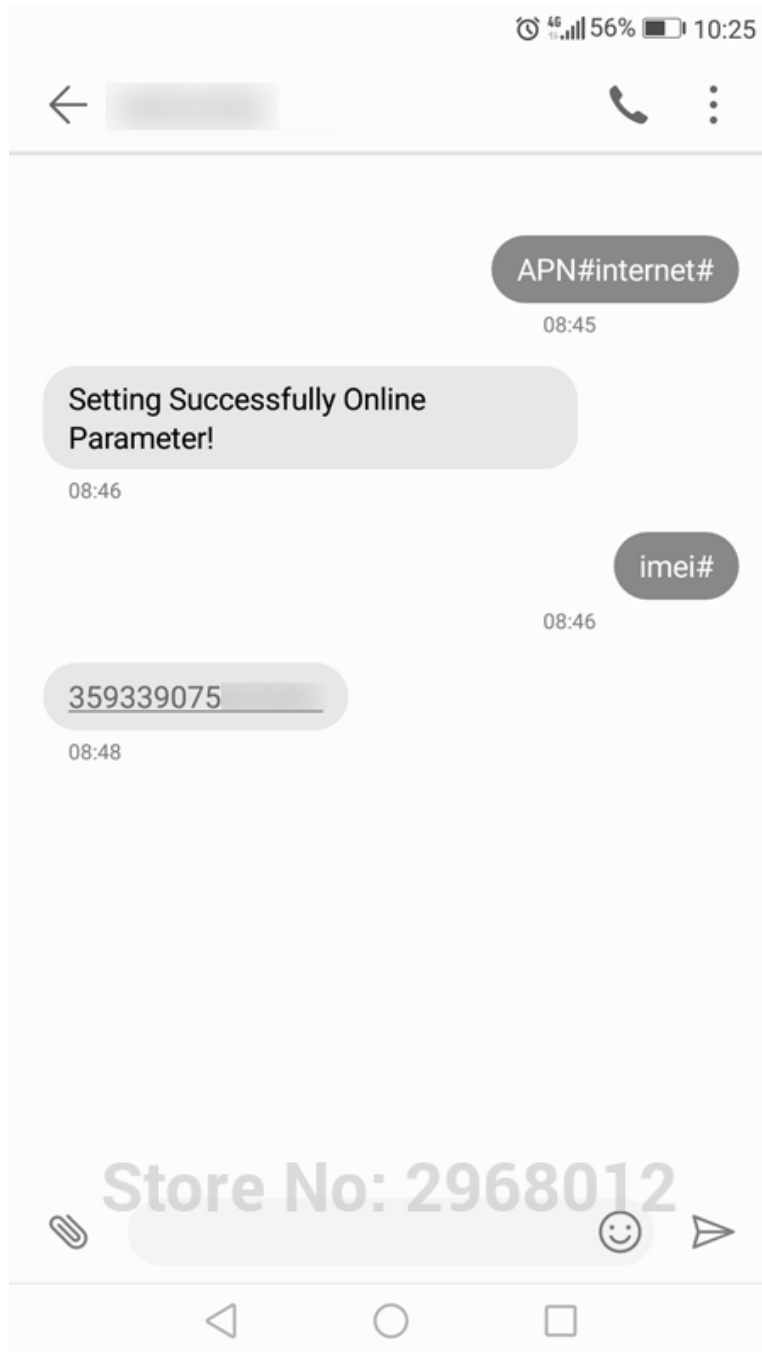 4G 56% 10:25
APN#internet#
08:45
Setting Successfully Online
Parameter!
08:46
imei#
08:46
359339075
08:48
Store No: 2968012